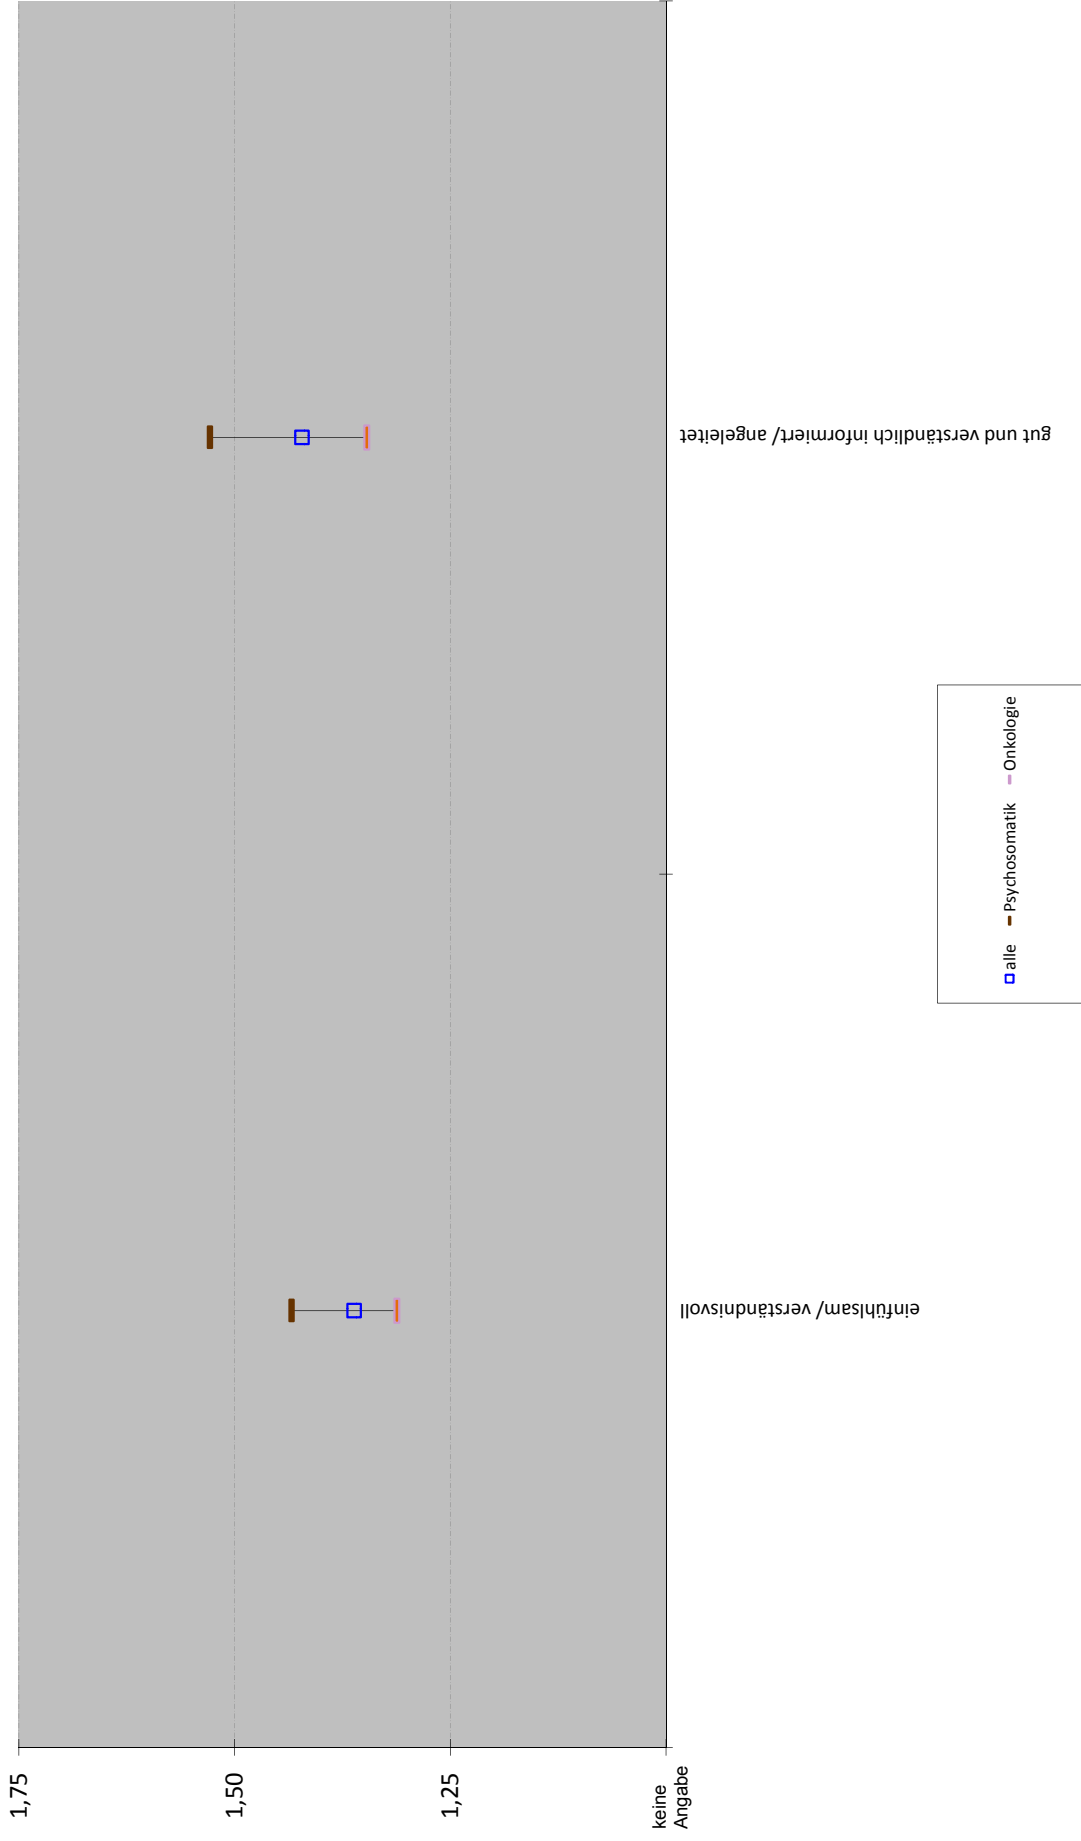 1,75
1,50
1,25
keine
Angabe
einfühlsam/ verständnisvoll
gut und verständlich informiert/ angeleitet
alle
Psychosomatik
Onkologie